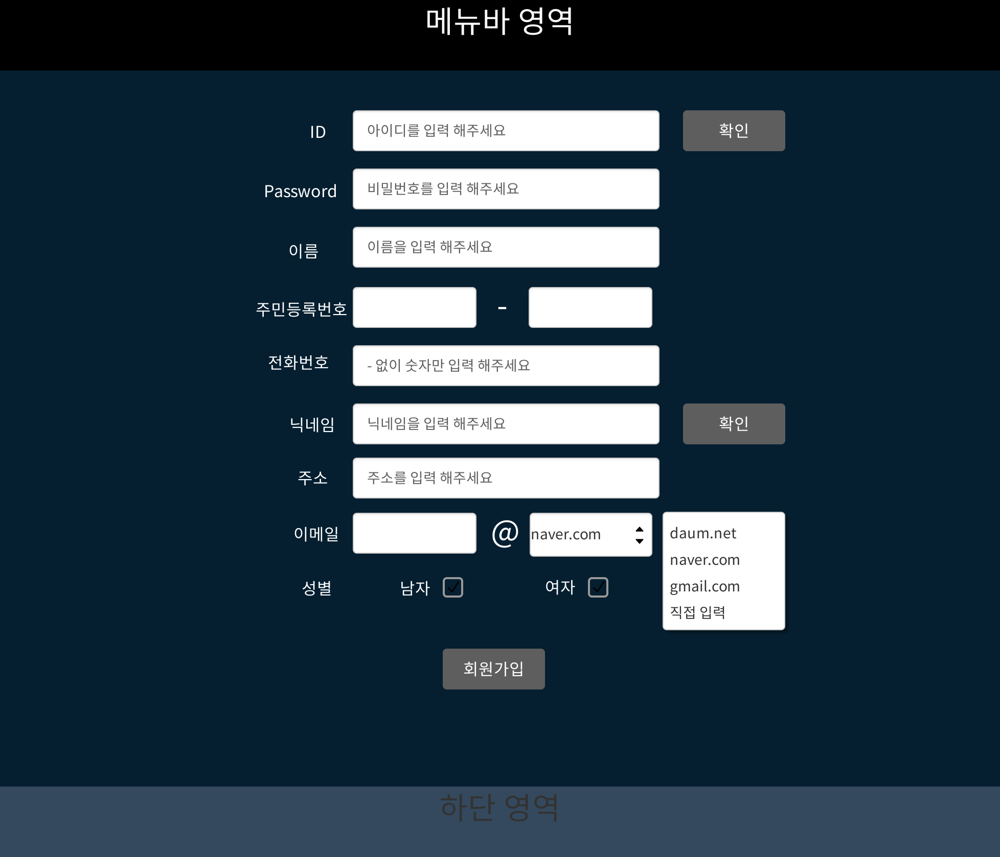 메뉴바 영역
ID 아이디를 입력 해주세요 확인
Password 비밀번호를 입력 해주세요
이름 이름을 입력 해주세요
주민등록번호 -
전화번호 - 없이 숫자만 입력 해주세요
닉네임 닉네임을 입력 해주세요 확인
주소 주소를 입력 해주세요
이메일 @ naver.com
daum.net
naver.com
gmail.com
직접 입력
성별 남자 여자
회원가입
하단 영역